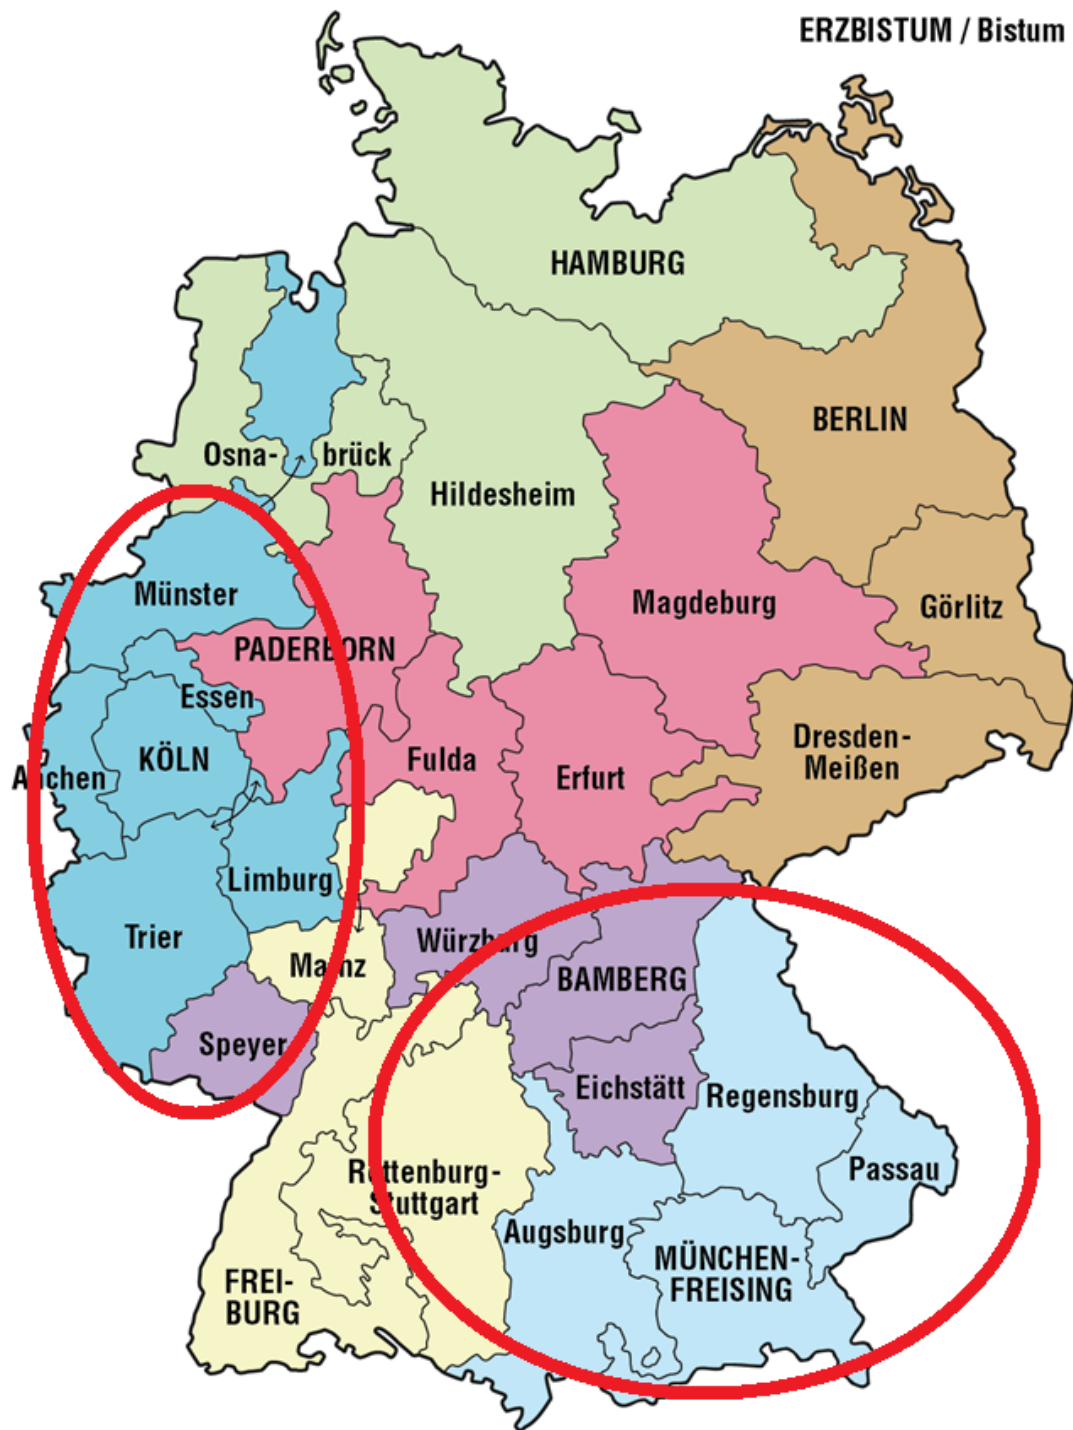 ERZBISTUM / Bistum
HAMBURG
BERLIN
Osna- brück
Hildesheim
Münster
Magdeburg
Görlitz
PADERBORN
Essen
KÖLN
Aachen
Fulda
Erfurt
Dresden-
Meißen
Limburg
Trier
Würzburg
Mainz
BAMBERG
Speyer
Eichstätt
Regensburg
Passau
Rottenburg-
Stuttgart
Augsburg
MÜNCHEN-
FREISING
FREI-
BURG